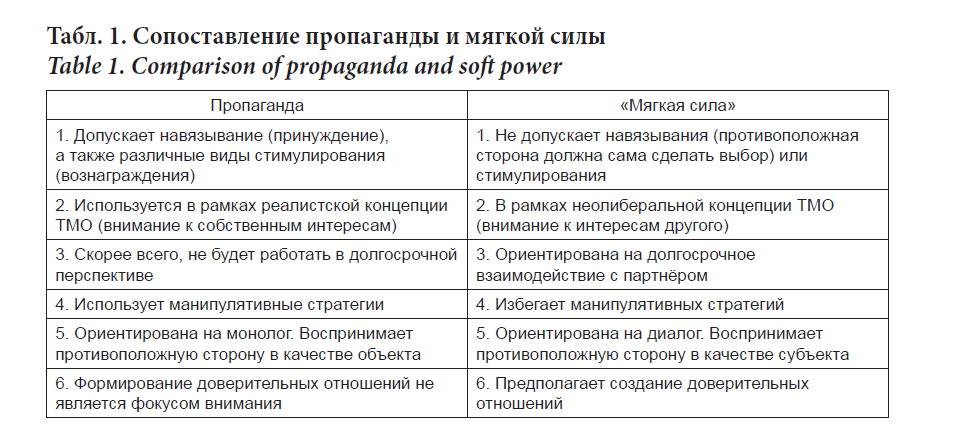 Табл. 1. Сопоставление пропаганды и мягкой силы
Table 1. Comparison of propaganda and soft power
Пропаганда
«Мягкая сила»
1. Допускает навязывание (принуждение),
а также различные виды стимулирования
(вознаграждения)
1. Не допускает навязывания (противоположная
сторона должна сама сделать выбор) или
стимулирования
2. Используется в рамках реалистской концепции
ТМО (внимание к собственным интересам)
2. В рамках неолиберальной концепции ТМО
(внимание к интересам другого)
3. Скорее всего, не будет работать в долгосрочной
перспективе
3. Ориентирована на долгосрочное
взаимодействие с партнёром
4. Использует манипулятивные стратегии
4. Избегает манипулятивных стратегий
5. Ориентирована на монолог. Воспринимает
противоположную сторону в качестве объекта
5. Ориентирована на диалог. Воспринимает
противоположную сторону в качестве субъекта
6. Формирование доверительных отношений не
является фокусом внимания
6. Предполагает создание доверительных
отношений